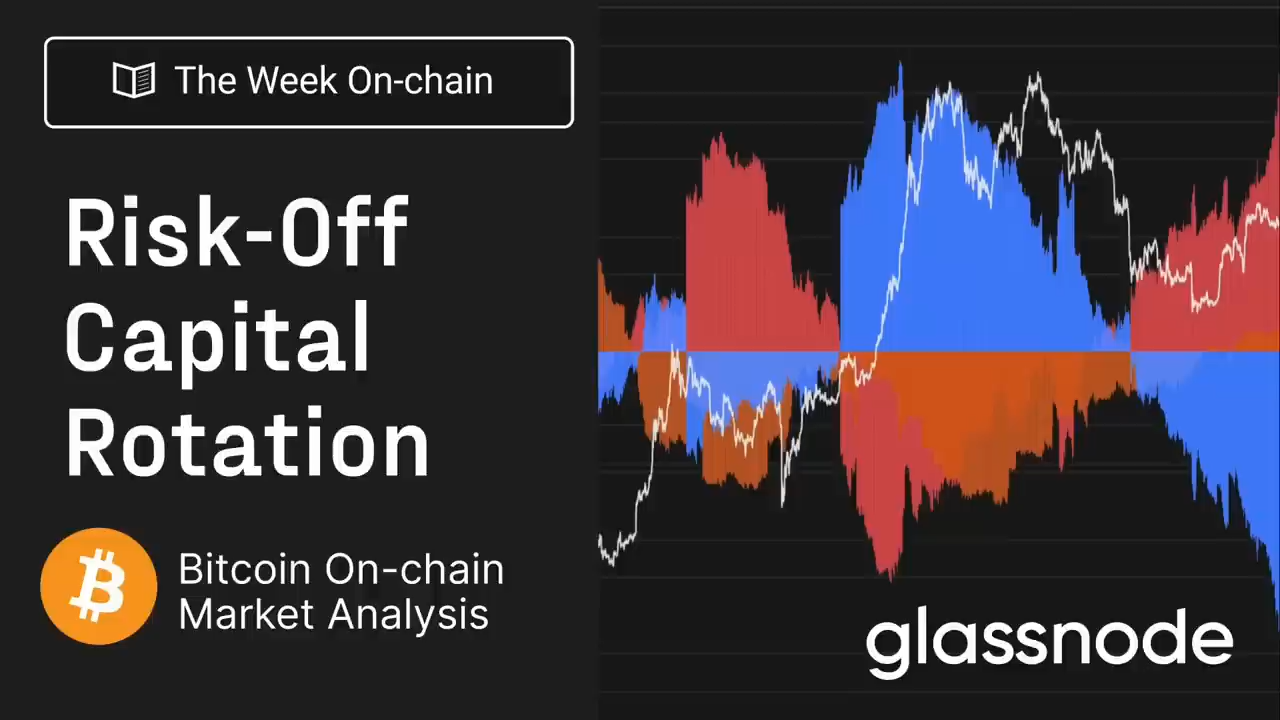 The Week On-chain
Risk-Off
Capital
Rotation
Bitcoin On-chain
Market Analysis
glassnode